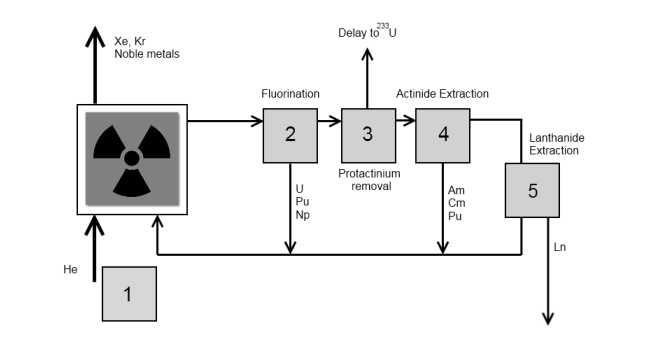 Xe, Kr
Noble metals
Delay to ²³³U
Fluorination
Actinide Extraction
2
3
4
Lanthanide
Extraction
Protactinium
removal
5
U
Pu
Np
Am
Cm
Pu
Ln
He
1